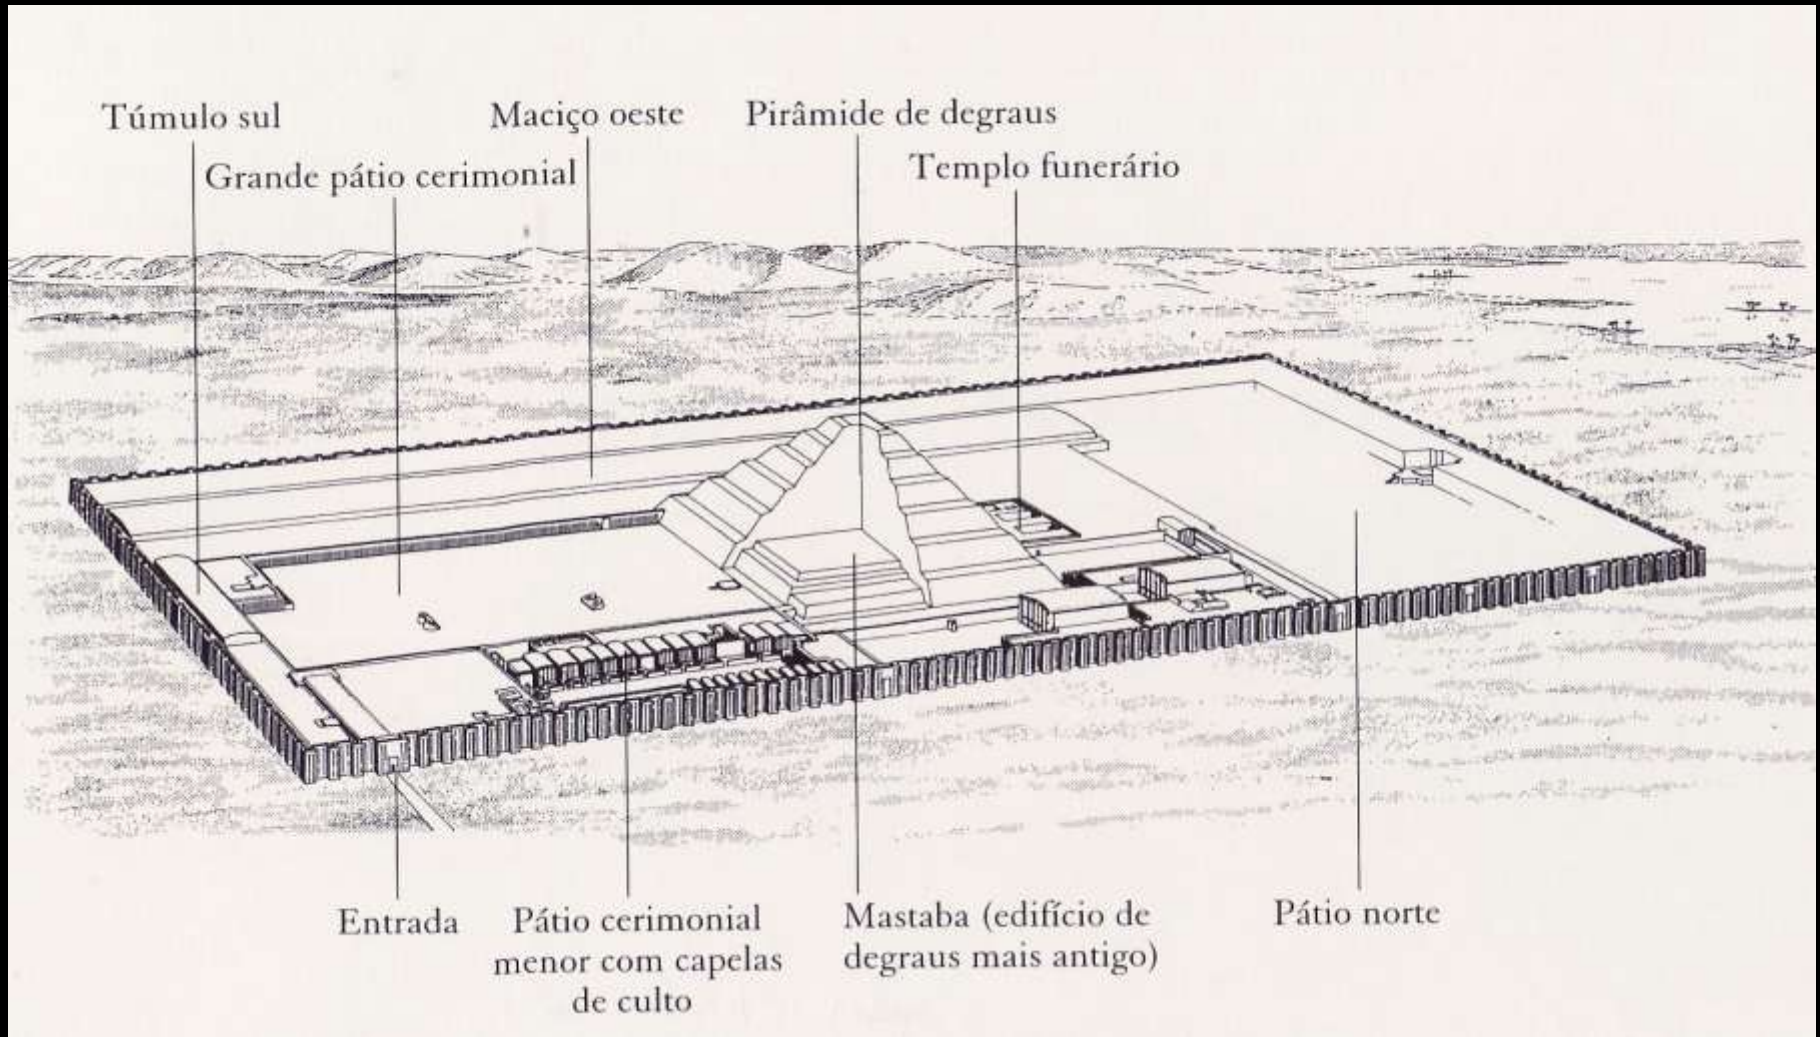 Túmulo sul
Maciço oeste
Pirâmide de degraus
Grande pátio cerimonial
Templo funerário
Entrada
Pátio cerimonial
menor com capelas
de culto
Mastaba (edifício de
degraus mais antigo)
Pátio norte